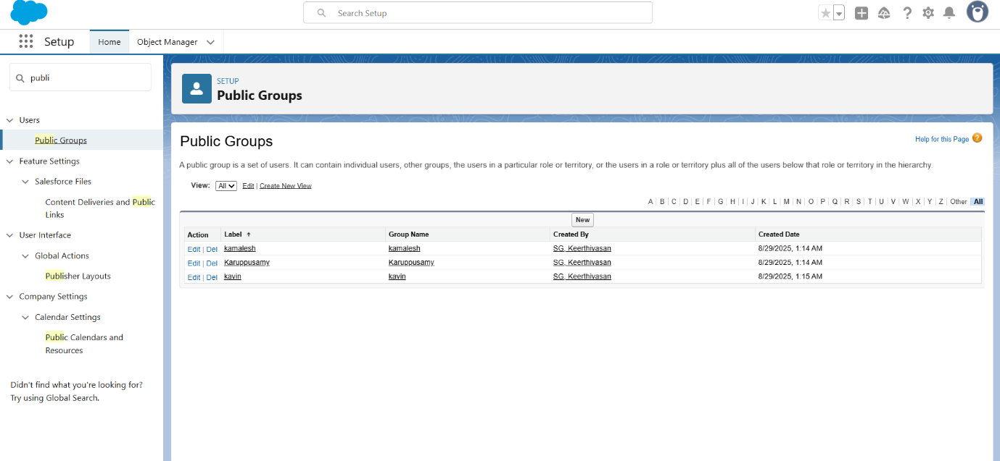 Search Setup
Setup
Home
Object Manager
publi
Users
Public Groups
Feature Settings
Salesforce Files
Content Deliveries and Public
Links
User Interface
Global Actions
Publisher Layouts
Company Settings
Calendar Settings
Public Calendars and
Resources
Didn't find what you're looking for?
Try using Global Search.
SETUP
Public Groups
Public Groups
Help for this Page ?
A public group is a set of users. It can contain individual users, other groups, the users in a particular role or territory, or the users in a role or territory plus all of the users below that role or territory in the hierarchy.
View: All Edit | Create New View
A | B | C | D | E | F | G | H | I | J | K | L | M | N | O | P | Q | R | S | T | U | V | W | X | Y | Z | Other All
New
Action Label ↑ Group Name Created By Created Date
Edit | Del kamalesh kamalesh SG, Keerthivasan 8/29/2025, 1:14 AM
Edit | Del Karuppusamy Karuppusamy SG, Keerthivasan 8/29/2025, 1:14 AM
Edit | Del kavin kavin SG, Keerthivasan 8/29/2025, 1:15 AM